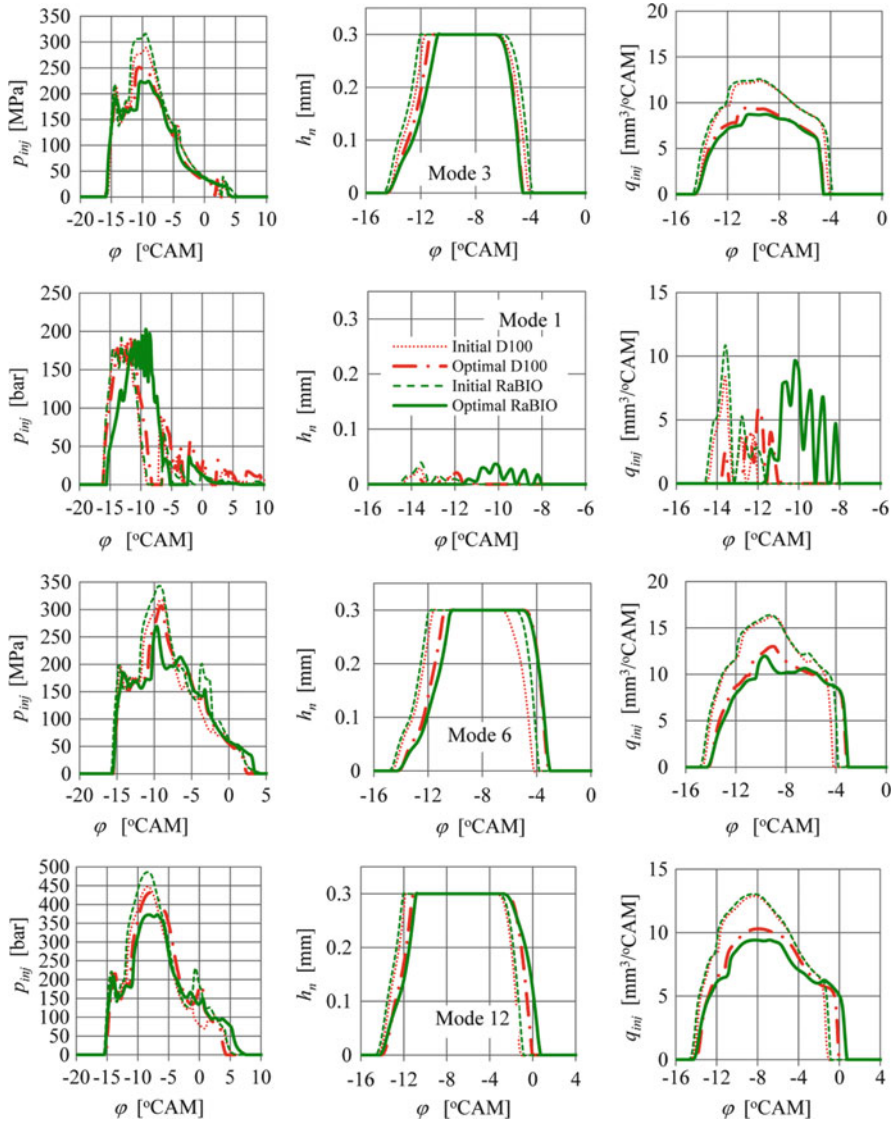 p_inj [MPa]
350
300
250
200
150
100
50
0
-20 -15 -10 -5 0 5 10
φ [°CAM]
h_n [mm]
0.3
0.2
0.1
0
Mode 3
-16 -12 -8 -4 0
φ [°CAM]
q_inj [mm³/°CAM]
20
15
10
5
0
-16 -12 -8 -4 0
φ [°CAM]
p_inj [bar]
250
200
150
100
50
0
-20 -15 -10 -5 0 5 10
φ [°CAM]
h_n [mm]
0.3
0.2
0.1
0
Mode 1
Initial D100
Optimal D100
Initial RaBIO
Optimal RaBIO
-16 -14 -12 -10 -8 -6
φ [°CAM]
q_inj [mm³/°CAM]
15
10
5
0
-16 -14 -12 -10 -8 -6
φ [°CAM]
p_inj [MPa]
350
300
250
200
150
100
50
0
-20 -15 -10 -5 0 5
φ [°CAM]
h_n [mm]
0.3
0.2
0.1
0
Mode 6
-16 -12 -8 -4 0
φ [°CAM]
q_inj [mm³/°CAM]
20
15
10
5
0
-16 -12 -8 -4 0
φ [°CAM]
p_inj [bar]
500
450
400
350
300
250
200
150
100
50
0
-20 -15 -10 -5 0 5 10
φ [°CAM]
h_n [mm]
0.3
0.2
0.1
0
Mode 12
-16 -12 -8 -4 0 4
φ [°CAM]
q_inj [mm³/°CAM]
15
10
5
0
-16 -12 -8 -4 0 4
φ [°CAM]